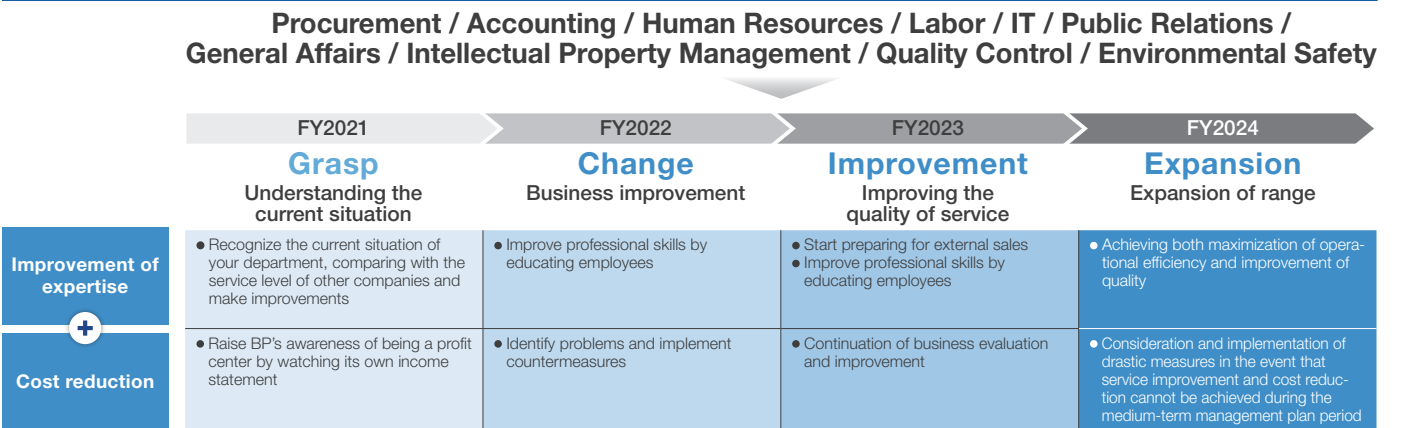 Procurement / Accounting / Human Resources / Labor / IT / Public Relations /
General Affairs / Intellectual Property Management / Quality Control / Environmental Safety
FY2021
FY2022
FY2023
FY2024
Grasp
Understanding the
current situation
Change
Business improvement
Improvement
Improving the
quality of service
Expansion
Expansion of range
Improvement of
expertise
● Recognize the current situation of
your department, comparing with the
service level of other companies and
make improvements
● Improve professional skills by
educating employees
● Start preparing for external sales
● Improve professional skills by
educating employees
● Achieving both maximization of opera-
tional efficiency and improvement of
quality
+
Cost reduction
● Raise BP’s awareness of being a profit
center by watching its own income
statement
● Identify problems and implement
countermeasures
● Continuation of business evaluation
and improvement
● Consideration and implementation of
drastic measures in the event that
service improvement and cost reduc-
tion cannot be achieved during the
medium-term management plan period